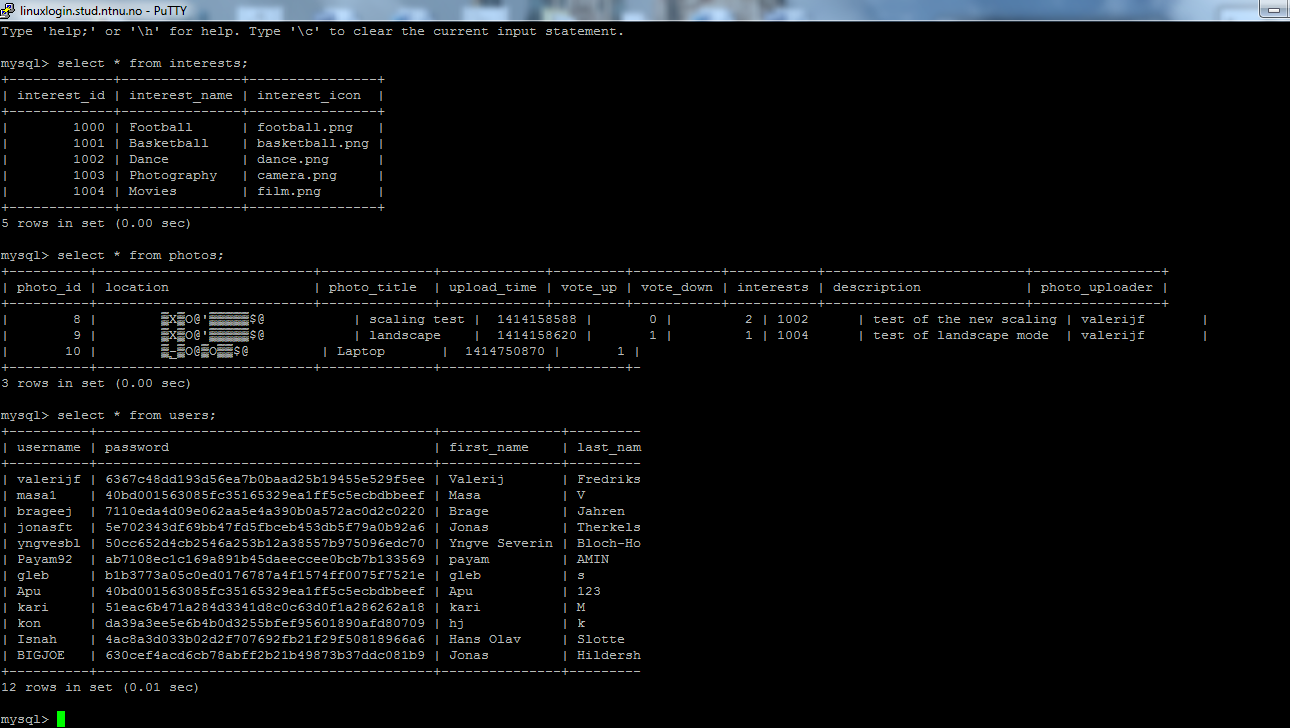 linuxlogin.stud.ntnu.no - PuTTY
Type 'help;' or '\h' for help. Type '\c' to clear the current input statement.
mysql> select * from interests;
+-------------+---------------+----------------+
| interest_id | interest_name | interest_icon  |
+-------------+---------------+----------------+
|        1000 | Football      | football.png   |
|        1001 | Basketball    | basketball.png |
|        1002 | Dance         | dance.png      |
|        1003 | Photography   | camera.png     |
|        1004 | Movies        | film.png       |
+-------------+---------------+----------------+
5 rows in set (0.00 sec)
mysql> select * from photos;
+----------+---------------------------+--------------+-------------+---------+-----------+-----------+-------------------------+----------------+
| photo_id | location                  | photo_title  | upload_time | vote_up | vote_down | interests | description             | photo_uploader |
+----------+---------------------------+--------------+-------------+---------+-----------+-----------+-------------------------+----------------+
|        8 |        ▒X▒O@'▒▒▒▒▒$@           | scaling test |  1414158588 |       0 |         2 | 1002      | test of the new scaling | valerijf       |
|        9 |        ▒X▒O@'▒▒▒▒▒$@           | landscape    |  1414158620 |       1 |         1 | 1004      | test of landscape mode  | valerijf       |
|       10 |        ▒_▒O@▒O▒▒$@         | Laptop       |  1414750870 |       1 |
+----------+---------------------------+--------------+-------------+---------+-
3 rows in set (0.00 sec)
mysql> select * from users;
+----------+------------------------------------------+---------------+---------
| username | password                                 | first_name    | last_nam
+----------+------------------------------------------+---------------+---------
| valerijf | 6367c48dd193d56ea7b0baad25b19455e529f5ee | Valerij       | Fredriks
| masa1    | 40bd001563085fc35165329ea1ff5c5ecbdbbeef | Masa          | V
| brageej  | 7110eda4d09e062aa5e4a390b0a572ac0d2c0220 | Brage         | Jahren
| jonasft  | 5e702343df69bb47fd5fbceb453db5f79a0b92a6 | Jonas         | Therkels
| yngvesbl | 50cc652d4cb2546a253b12a38557b975096edc70 | Yngve Severin | Bloch-Ho
| Payam92  | ab7108ec1c169a891b45daeeccee0bcb7b133569 | payam         | AMIN
| gleb     | b1b3773a05c0ed0176787a4f1574ff0075f7521e | gleb          | s
| Apu      | 40bd001563085fc35165329ea1ff5c5ecbdbbeef | Apu           | 123
| kari     | 51eac6b471a284d3341d8c0c63d0f1a286262a18 | kari          | M
| kon      | da39a3ee5e6b4b0d3255bfef95601890afd80709 | hj            | k
| Isnah    | 4ac8a3d033b02d2f707692fb21f29f50818966a6 | Hans Olav     | Slotte
| BIGJOE   | 630cef4acd6cb78abff2b21b49873b37ddc081b9 | Jonas         | Hildersh
+----------+------------------------------------------+---------------+---------
12 rows in set (0.01 sec)
mysql>